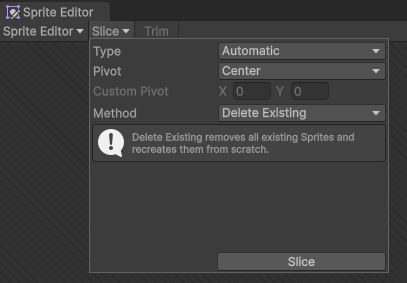 Sprite Editor
Sprite Editor Slice Trim
Type Automatic
Pivot Center
Custom Pivot X 0 Y 0
Method Delete Existing
Delete Existing removes all existing Sprites and
recreates them from scratch.
Slice